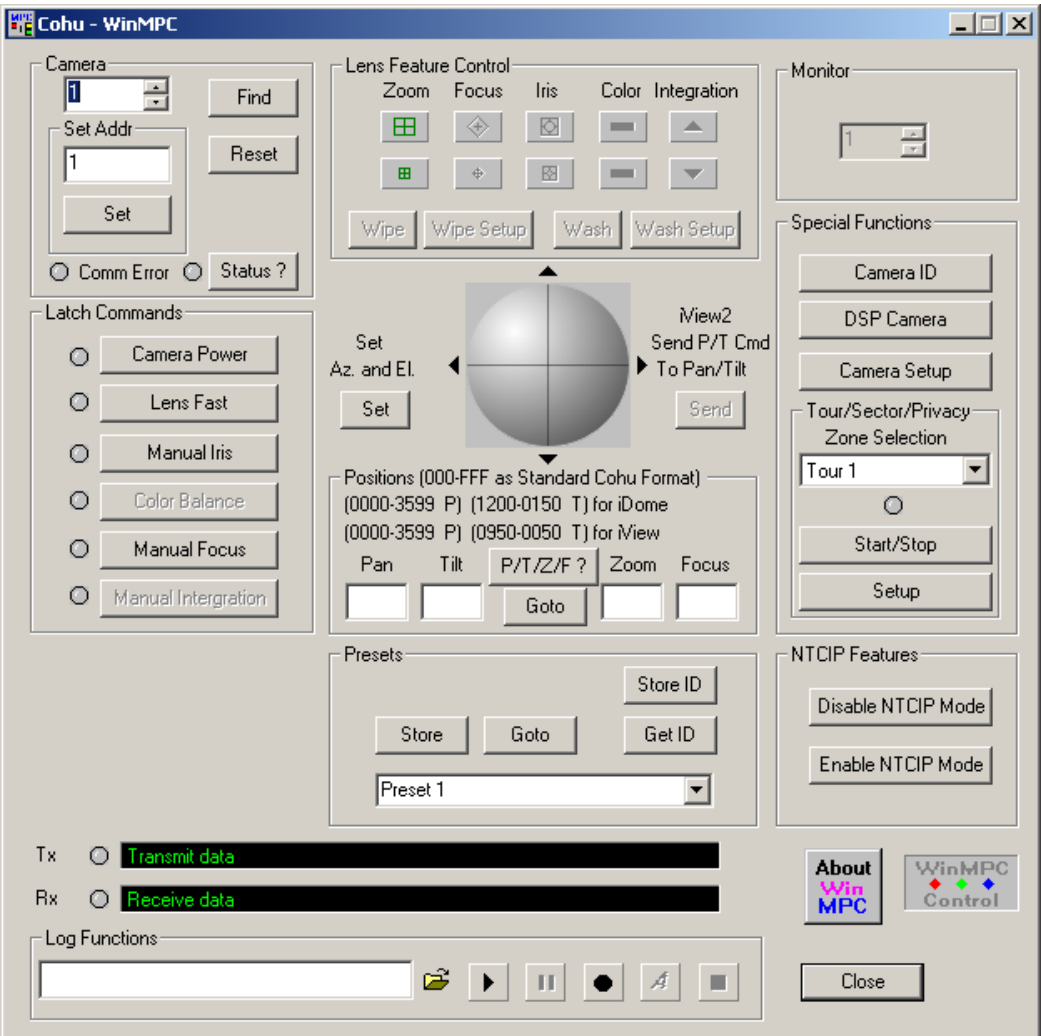 Cohu - WinMPC
Camera
1
Find
Set Addr
1
Reset
Set
Comm Error
Status ?
Latch Commands
Camera Power
Lens Fast
Manual Iris
Color Balance
Manual Focus
Manual Intergration
Lens Feature Control
Zoom Focus Iris Color Integration
Wipe Wipe Setup Wash Wash Setup
Set
Az. and El.
Set
iView2
Send P/T Cmd
To Pan/Tilt
Send
Positions (000-FFF as Standard Cohu Format)
(0000-3599 P) (1200-0150 T) for iDome
(0000-3599 P) (0950-0050 T) for iView
Pan Tilt P/T/Z/F ? Zoom Focus
Goto
Presets
Store ID
Store Goto Get ID
Preset 1
Monitor
1
Special Functions
Camera ID
DSP Camera
Camera Setup
Tour/Sector/Privacy
Zone Selection
Tour 1
Start/Stop
Setup
NTCIP Features
Disable NTCIP Mode
Enable NTCIP Mode
Tx Transmit data
Rx Receive data
About
Win
MPC
WinMPC
Control
Log Functions
A
Close